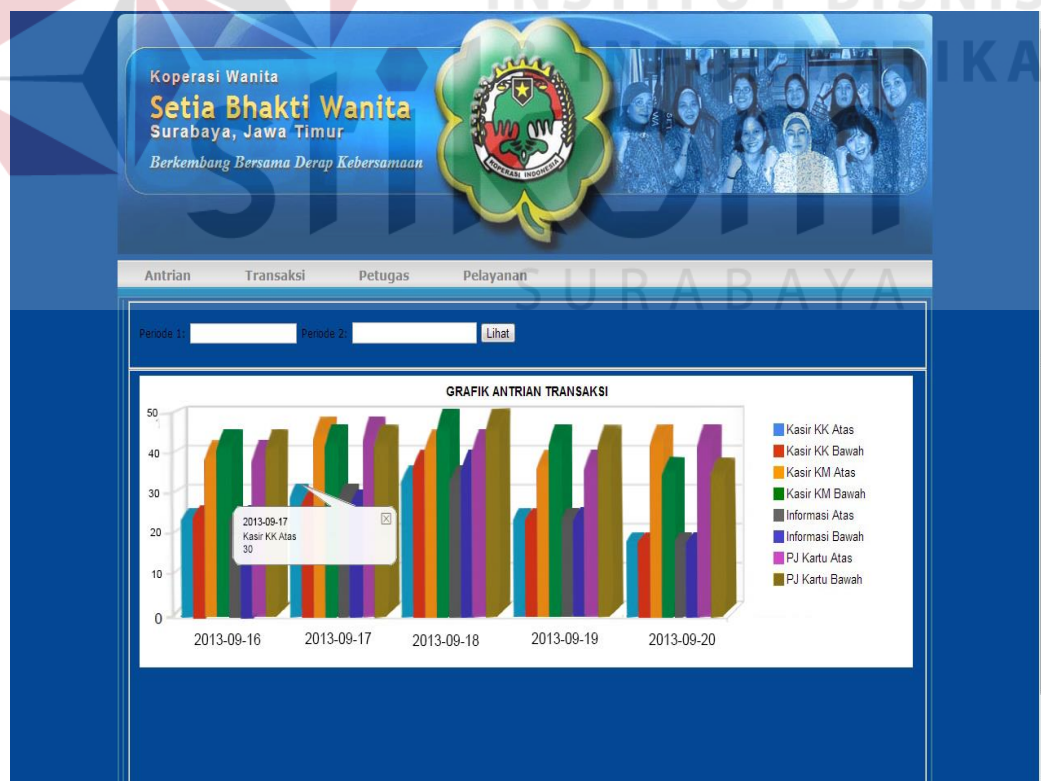 INSTITUT BISNIS
& INFORMATIKA
stikom
SURABAYA
Koperasi Wanita
Setia Bhakti Wanita
Surabaya, Jawa Timur
Berkembang Bersama Derap Kebersamaan
KOPERASI INDONESIA
Antrian Transaksi Petugas Pelayanan
Periode 1: Periode 2: Lihat
GRAFIK ANTRIAN TRANSAKSI
50
40
30
20
10
0
2013-09-17
Kasir KK Atas
30
2013-09-16 2013-09-17 2013-09-18 2013-09-19 2013-09-20
Kasir KK Atas
Kasir KK Bawah
Kasir KM Atas
Kasir KM Bawah
Informasi Atas
Informasi Bawah
PJ Kartu Atas
PJ Kartu Bawah